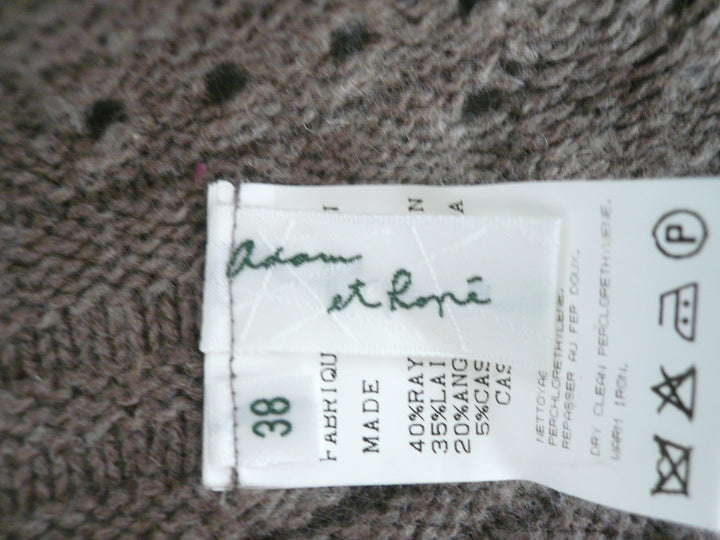 Adam
et Ropé
38
FABRIQU
MADE
N
A
40%RAY
35%LAI
20%ANG
5%CAS
CAS
NETTOYAGE
PERCHLORETHYLENE.
REPASSER AU FER DOUX.
DRY CLEAN PERCLORETHYLENE.
WARM IRON.
P